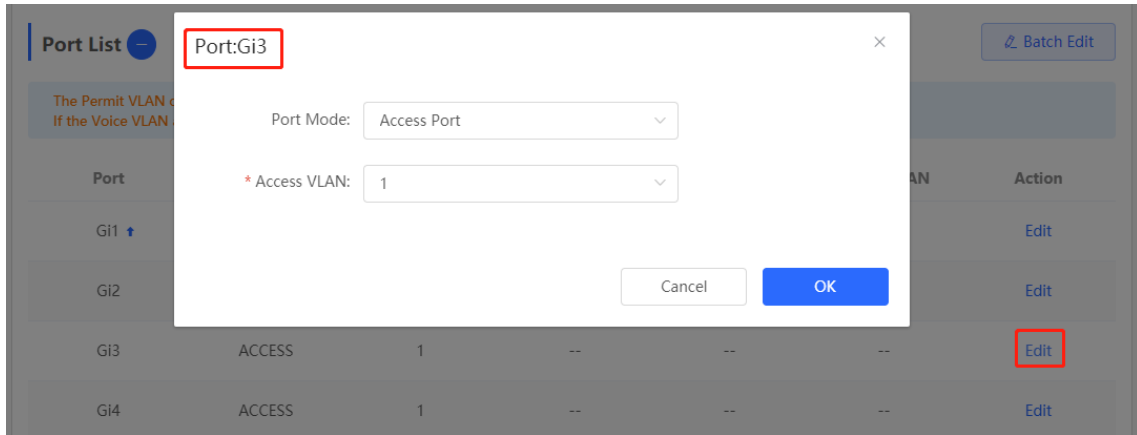 Port List
Port:Gi3
Batch Edit
The Permit VLAN
If the Voice VLAN
Port Mode: Access Port
* Access VLAN: 1
Port AN Action
Gi1 Edit
Cancel OK
Gi2 Edit
Gi3 ACCESS 1 -- -- -- Edit
Gi4 ACCESS 1 -- -- -- Edit